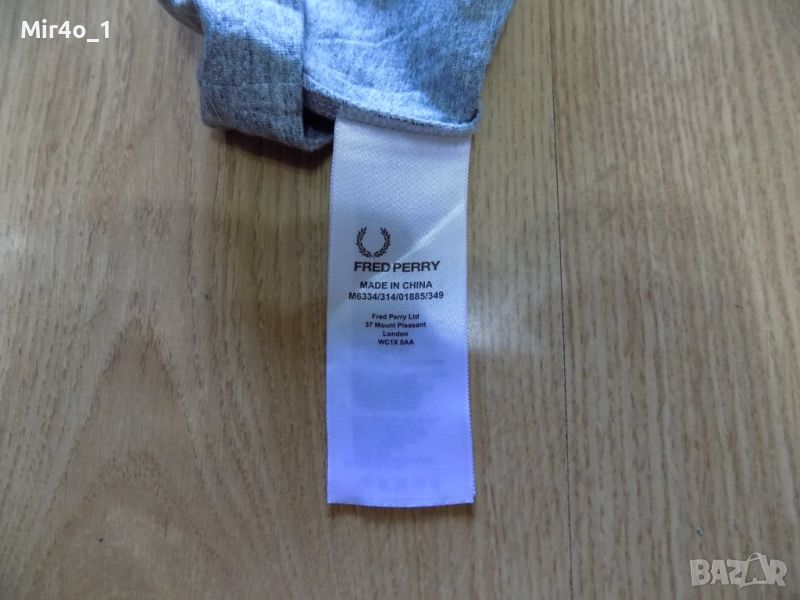 Mir4o_1
FRED PERRY
MADE IN CHINA
M6334/314/01885/349
Fred Perry Ltd
37 Mount Pleasant
London
WC1X 0AA
BAZAR